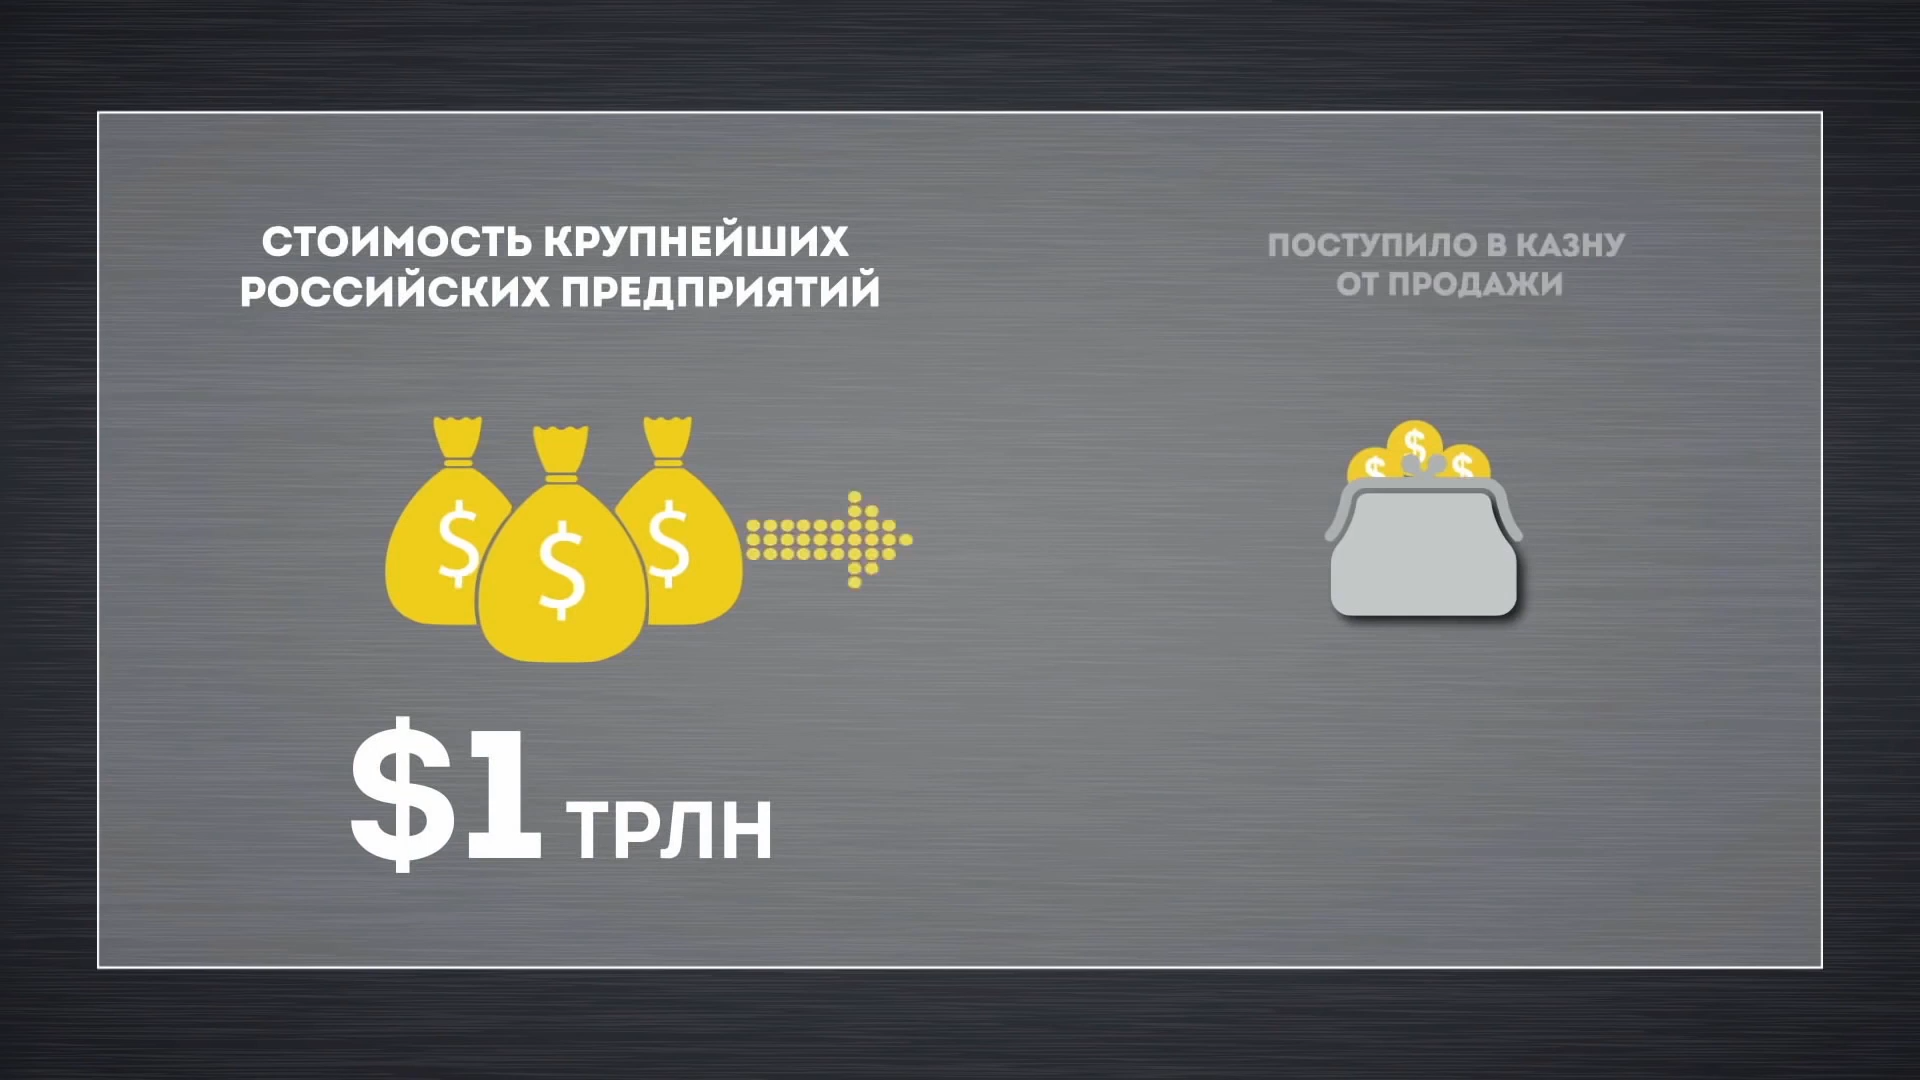 СТОИМОСТЬ КРУПНЕЙШИХ
РОССИЙСКИХ ПРЕДПРИЯТИЙ
ПОСТУПИЛО В КАЗНУ
ОТ ПРОДАЖИ
$ $ $
$ $ $
$1 ТРЛН